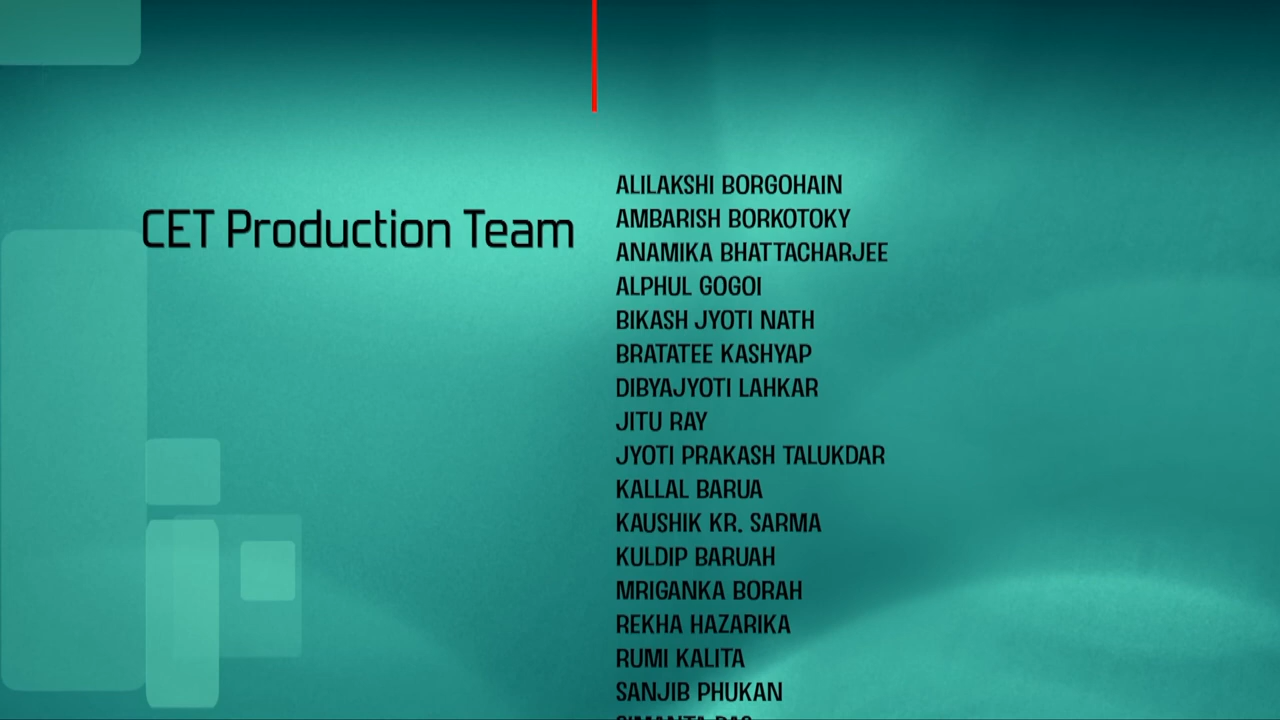 CET Production Team
ALILAKSHI BORGOHAIN
AMBARISH BORKOTOKY
ANAMIKA BHATTACHARJEE
ALPHUL GOGOI
BIKASH JYOTI NATH
BRATATEE KASHYAP
DIBYAJYOTI LAHKAR
JITU RAY
JYOTI PRAKASH TALUKDAR
KALLAL BARUA
KAUSHIK KR. SARMA
KULDIP BARUAH
MRIGANKA BORAH
REKHA HAZARIKA
RUMI KALITA
SANJIB PHUKAN